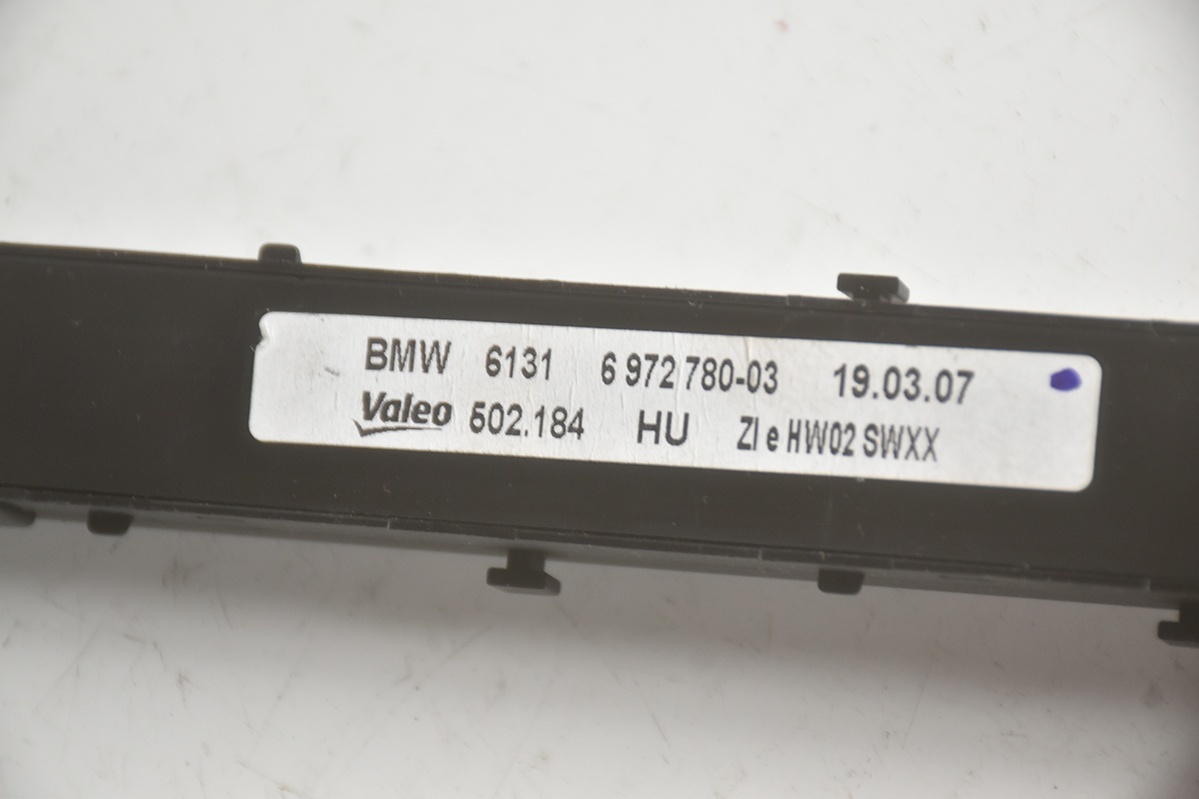 BMW 6131 6 972 780-03 19.03.07
Valeo 502.184 HU ZI e HW02 SWXX